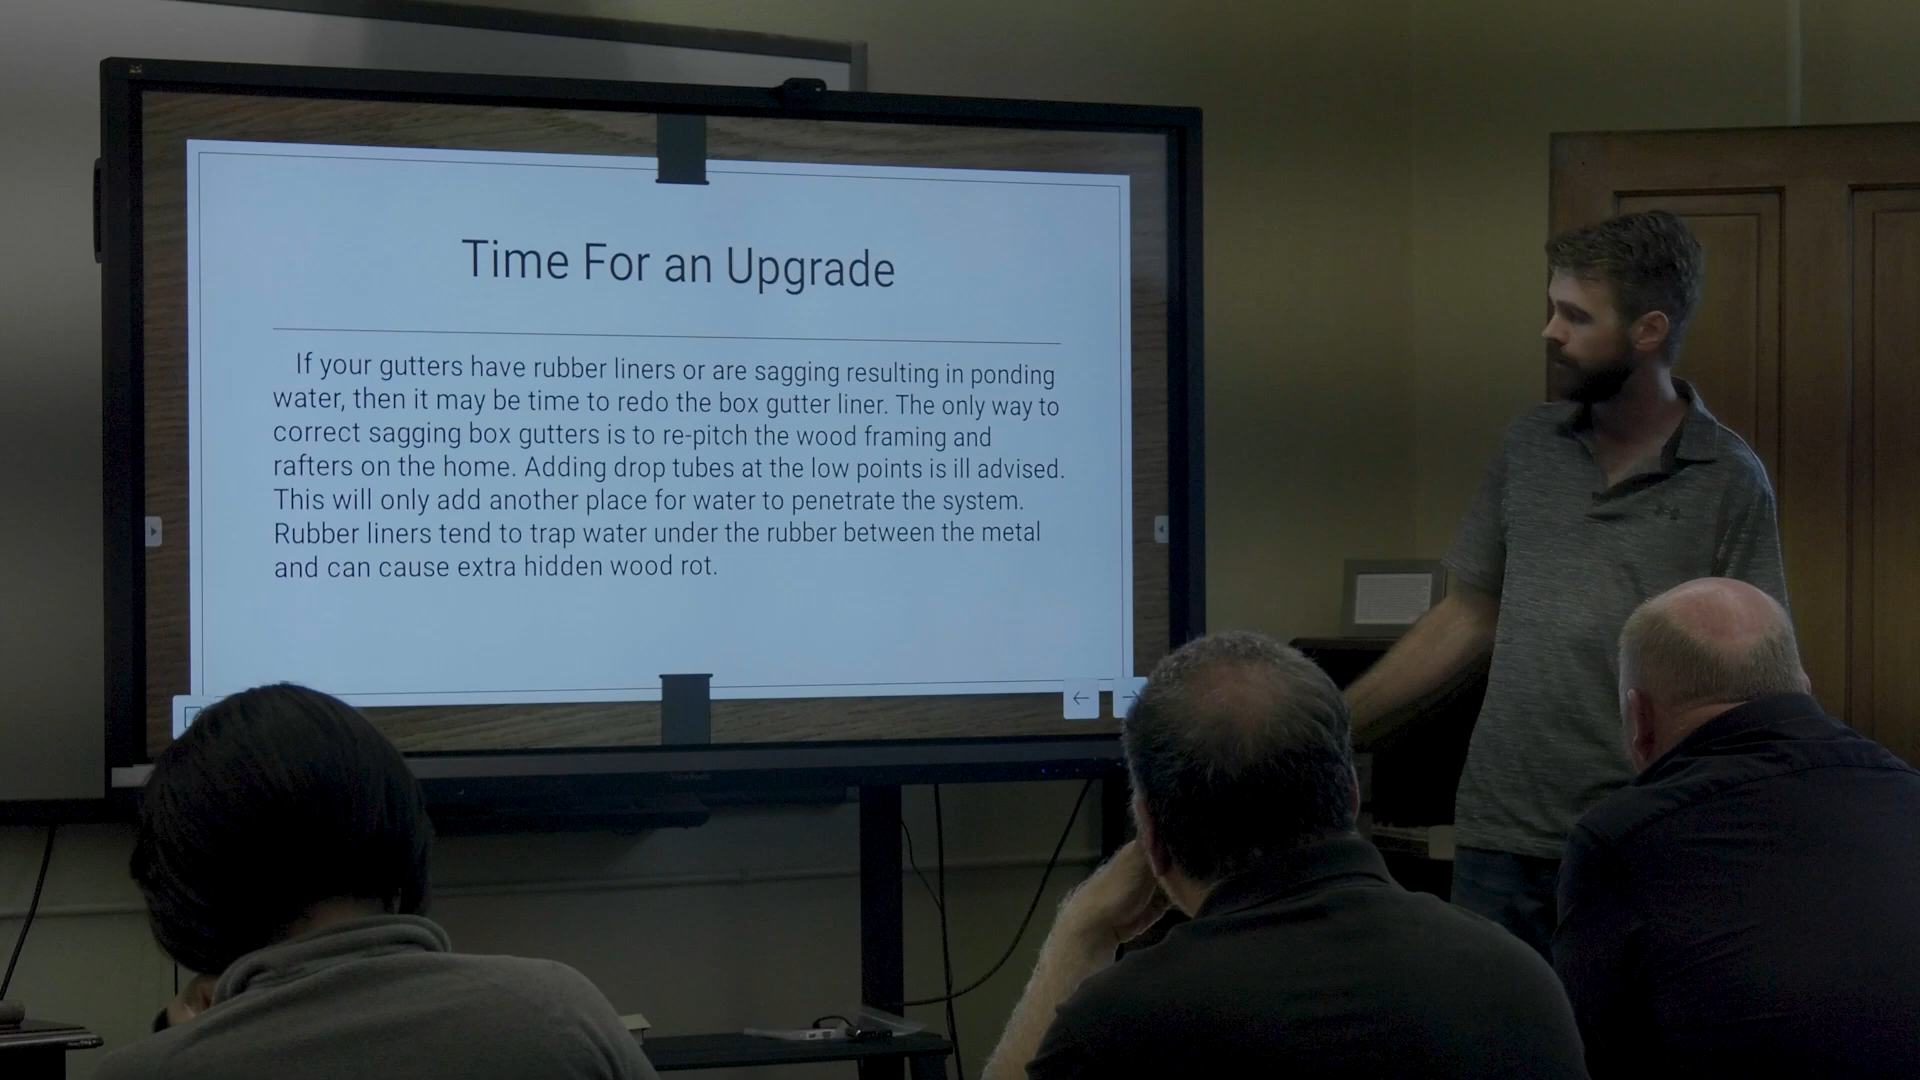 Time For an Upgrade
If your gutters have rubber liners or are sagging resulting in ponding
water, then it may be time to redo the box gutter liner. The only way to
correct sagging box gutters is to re-pitch the wood framing and
rafters on the home. Adding drop tubes at the low points is ill advised.
This will only add another place for water to penetrate the system.
Rubber liners tend to trap water under the rubber between the metal
and can cause extra hidden wood rot.